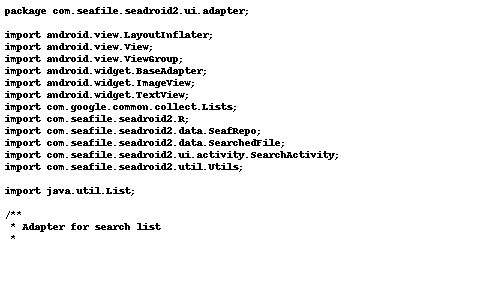 package com.seafile.seadroid2.ui.adapter;

import android.view.LayoutInflater;
import android.view.View;
import android.view.ViewGroup;
import android.widget.BaseAdapter;
import android.widget.ImageView;
import android.widget.TextView;
import com.google.common.collect.Lists;
import com.seafile.seadroid2.R;
import com.seafile.seadroid2.data.SeafRepo;
import com.seafile.seadroid2.data.SearchedFile;
import com.seafile.seadroid2.ui.activity.SearchActivity;
import com.seafile.seadroid2.util.Utils;

import java.util.List;

/**
 * Adapter for search list
 *